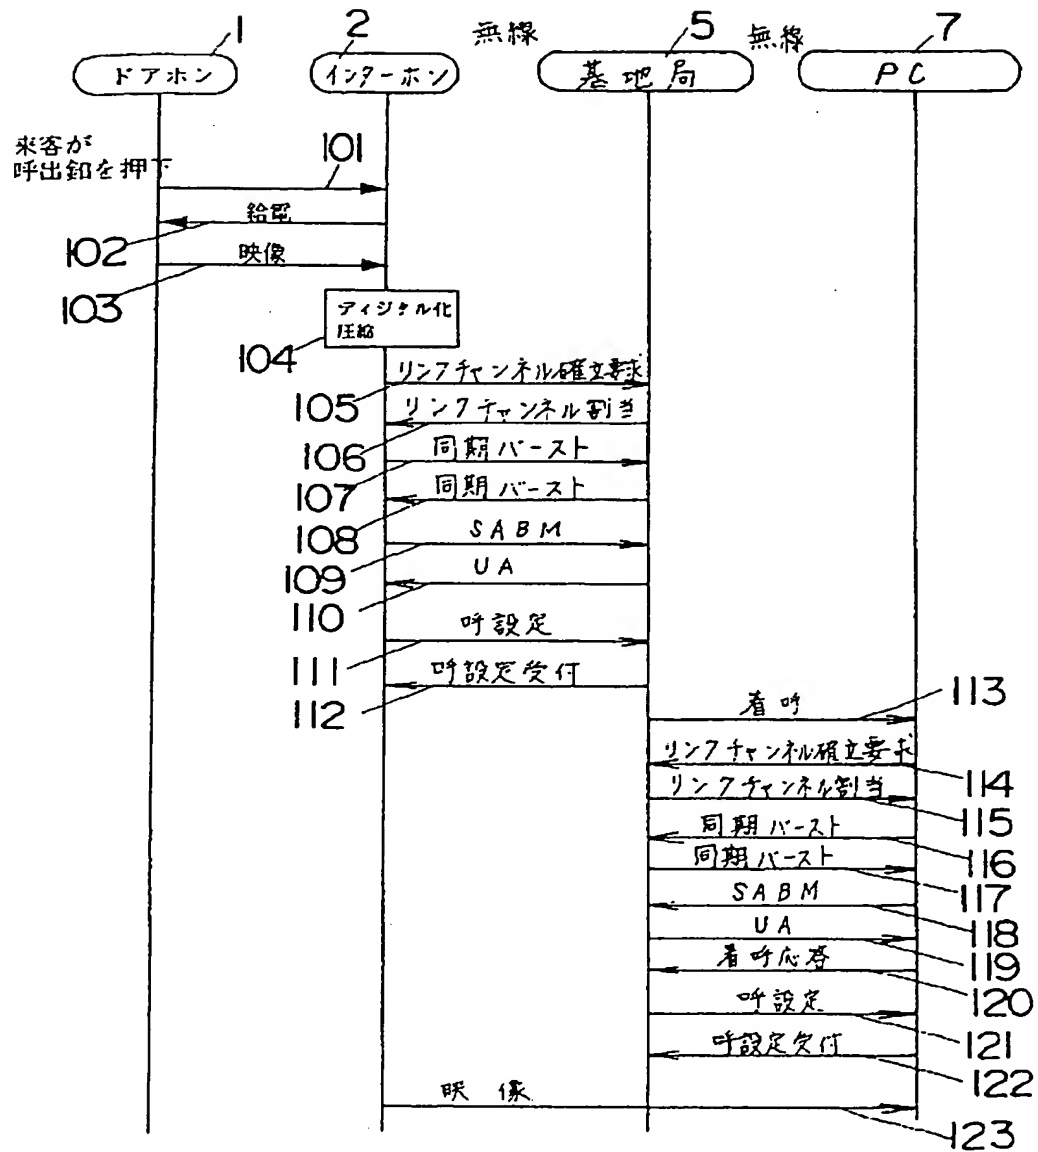 1
2
無線
5
無線
7
ドアホン
インターホン
基地局
PC
来客が
呼出釦を押下
101
給電
102
映像
103
ディジタル化
圧縮
104
リンクチャンネル確立要求
105
リンクチャンネル割当
106
同期バースト
107
同期バースト
108
SABM
109
UA
110
呼設定
111
呼設定受付
112
着呼
113
リンクチャンネル確立要求
114
リンクチャンネル割当
115
同期バースト
116
同期バースト
117
SABM
118
UA
119
着呼応答
120
呼設定
121
呼設定受付
122
映像
123